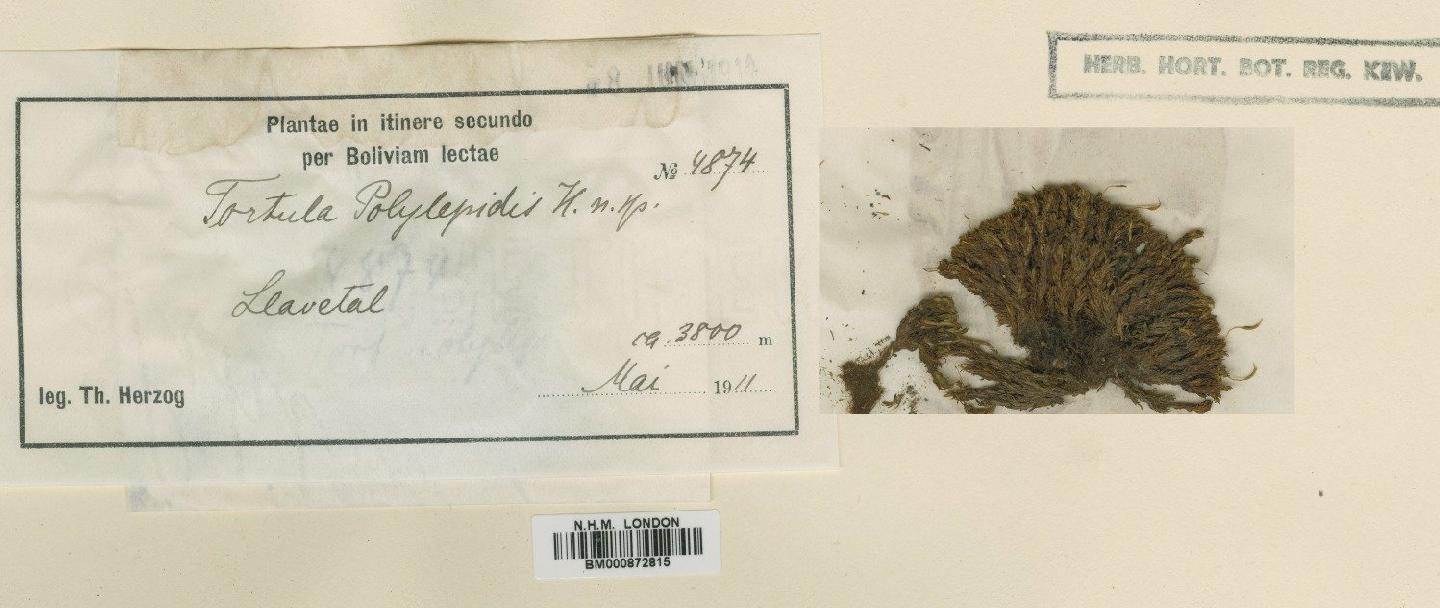 HERB. HORT. BOT. REG. KEW.
Plantae in itinere secundo
per Boliviam lectae
№ 4874
Tortula Polylepidis H. n. sp.
Llavetal
ca. 3800 m
Mai 1911
leg. Th. Herzog
N.H.M. LONDON
BM000872815